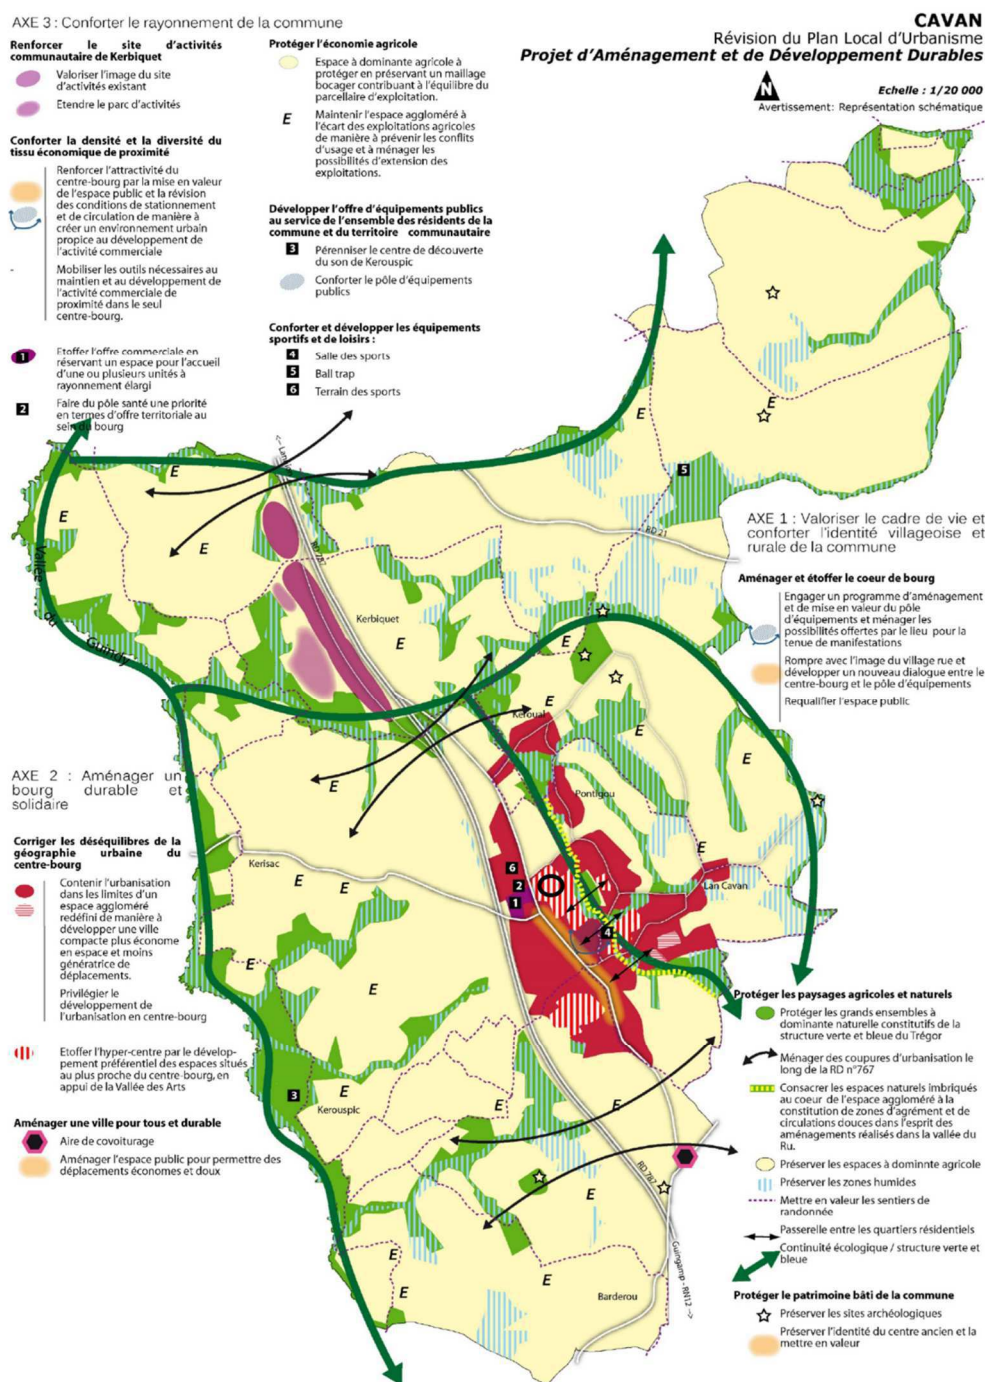 AXE 3 : Conforter le rayonnement de la commune
Renforcer le site d'activités
communautaire de Kerbiquet
Valoriser l'image du site
d'activités existant
Etendre le parc d'activités
Conforter la densité et la diversité du
tissu économique de proximité
Renforcer l'attractivité du
centre-bourg par la mise en valeur
de l'espace public et la révision
des conditions de stationnement
et de circulation de manière à
créer un environnement urbain
propice au développement de
l'activité commerciale
- Mobiliser les outils nécessaires au
maintien et au développement de
l'activité commerciale de
proximité dans le seul
centre-bourg.
1 Etoffer l'offre commerciale en
réservant un espace pour l'accueil
d'une ou plusieurs unités à
rayonnement élargi
2 Faire du pôle santé une priorité
en termes d'offre territoriale au
sein du bourg
Protéger l'économie agricole
Espace à dominante agricole à
protéger en préservant un maillage
bocager contribuant à l'équilibre du
parcellaire d'exploitation.
E Maintenir l'espace aggloméré à
l'écart des exploitations agricoles
de manière à prévenir les conflits
d'usage et à ménager les
possibilités d'extension des
exploitations.
Développer l'offre d'équipements publics
au service de l'ensemble des résidents de la
commune et du territoire communautaire
3 Pérenniser le centre de découverte
du son de Kerouspic
Conforter le pôle d'équipements
publics
Conforter et développer les équipements
sportifs et de loisirs :
4 Salle des sports
5 Ball trap
6 Terrain des sports
CAVAN
Révision du Plan Local d'Urbanisme
Projet d'Aménagement et de Développement Durables
N
Echelle : 1/20 000
Avertissement: Représentation schématique
AXE 1 : Valoriser le cadre de vie et
conforter l'identité villageoise et
rurale de la commune
Aménager et étoffer le coeur de bourg
Engager un programme d'aménagement
et de mise en valeur du pôle
d'équipements et ménager les
possibilités offertes par le lieu pour la
tenue de manifestations
Rompre avec l'image du village rue et
développer un nouveau dialogue entre le
centre-bourg et le pôle d'équipements
Requalifier l'espace public
E
E
E
5
RD 21
E
E
E
Vallée
du
Guindy
Kerbiquet
E
E
E
Keroual
E
E
E
E
Pontigou
E
Lan Cavan
Kerisac
E
E
E
6
2
1
4
E
E
3
Kerouspic
E
E
RD 767
E
E
E
E
Barderou
Guingamp - RN12 -->
AXE 2 : Aménager un
bourg durable et
solidaire
Corriger les déséquilibres de la
géographie urbaine du
centre-bourg
Contenir l'urbanisation
dans les limites d'un
espace aggloméré
redéfini de manière à
développer une ville
compacte plus économe
en espace et moins
génératrice de
déplacements.
Privilégier le
développement de
l'urbanisation en centre-bourg
Etoffer l'hyper-centre par le dévelop-
pement préférentiel des espaces situés
au plus proche du centre-bourg, en
appui de la Vallée des Arts
Aménager une ville pour tous et durable
Aire de covoiturage
Aménager l'espace public pour permettre des
déplacements économes et doux
Protéger les paysages agricoles et naturels
Protéger les grands ensembles à
dominante naturelle constitutifs de la
structure verte et bleue du Trégor
Ménager des coupures d'urbanisation le
long de la RD n°767
Consacrer les espaces naturels imbriqués
au coeur de l'espace aggloméré à la
constitution de zones d'agrément et de
circulations douces dans l'esprit des
aménagements réalisés dans la vallée du
Ru.
Préserver les espaces à dominnte agricole
Préserver les zones humides
Mettre en valeur les sentiers de
randonnée
Passerelle entre les quartiers résidentiels
Continuité écologique / structure verte et
bleue
Protéger le patrimoine bâti de la commune
Préserver les sites archéologiques
Préserver l'identité du centre ancien et la
mettre en valeur